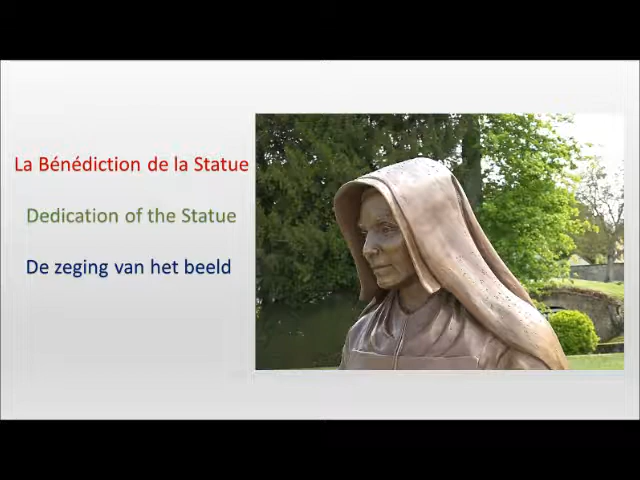 La Bénédiction de la Statue
Dedication of the Statue
De zeging van het beeld